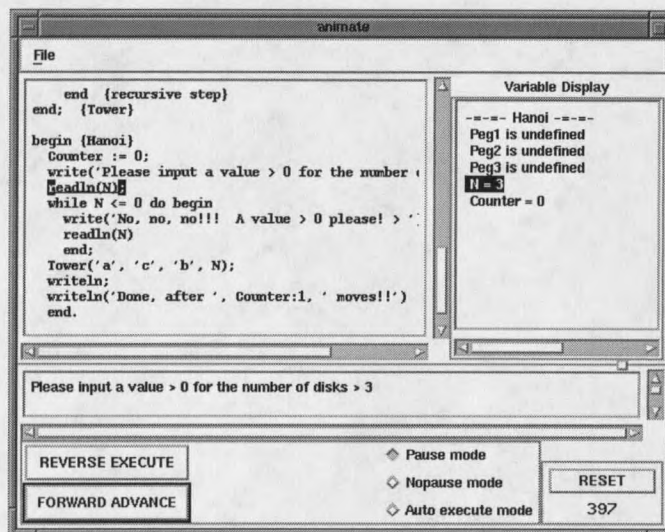 animate
File
end {recursive step}
end; {Tower}
begin {Hanoi}
Counter := 0;
write('Please input a value > 0 for the number
readln(N);
while N <= 0 do begin
write('No, no, no!!! A value > 0 please! > '
readln(N)
end;
Tower('a', 'c', 'b', N);
writeln;
writeln('Done, after ', Counter:1, ' moves!!')
end.
Variable Display
-=-=- Hanoi -=-=-
Peg1 is undefined
Peg2 is undefined
Peg3 is undefined
N = 3
Counter = 0
Please input a value > 0 for the number of disks > 3
REVERSE EXECUTE
FORWARD ADVANCE
Pause mode
Nopause mode
Auto execute mode
RESET
397